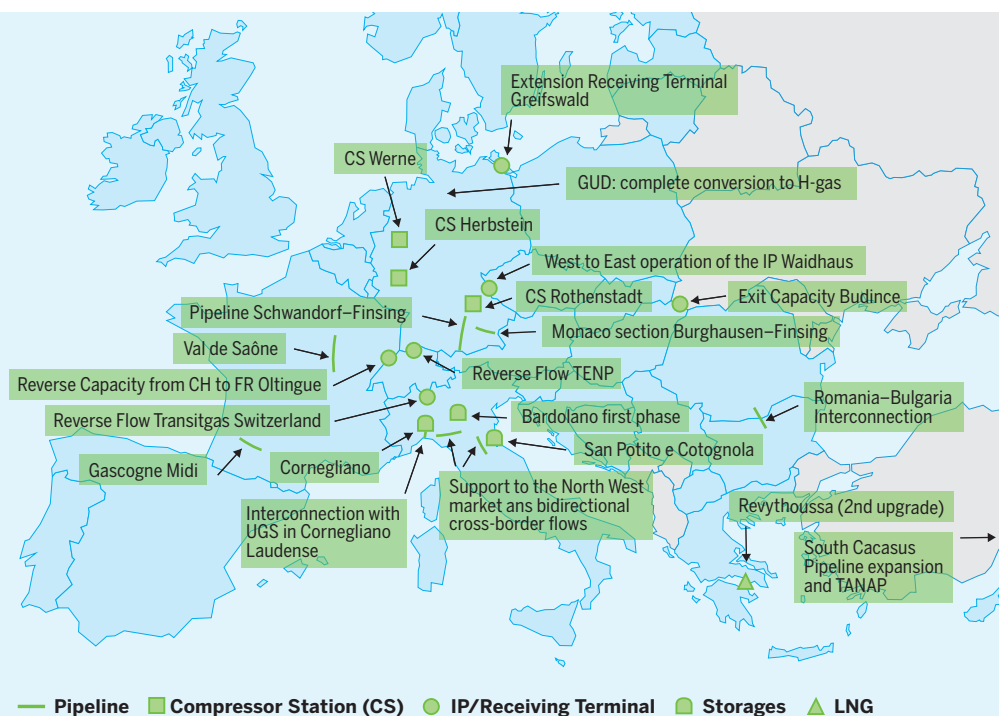 Extension Receiving Terminal
Greifswald
CS Werne
GUD: complete conversion to H-gas
CS Herbstein
West to East operation of the IP Waidhaus
CS Rothenstadt
Exit Capacity Budince
Pipeline Schwandorf–Finsing
Monaco section Burghausen–Finsing
Val de Saône
Reverse Capacity from CH to FR Oltingue
Reverse Flow TENP
Reverse Flow Transitgas Switzerland
Bardolano first phase
Romania–Bulgaria
interconnection
Gascogne Midi
Cornegliano
San Potito e Cotognola
Interconnection with
UGS in Cornegliano
Laudense
Support to the North West
market ans bidirectional
cross-border flows
Revythoussa (2nd upgrade)
South Cacasus
Pipeline expansion
and TANAP
Pipeline
Compressor Station (CS)
IP/Receiving Terminal
Storages
LNG